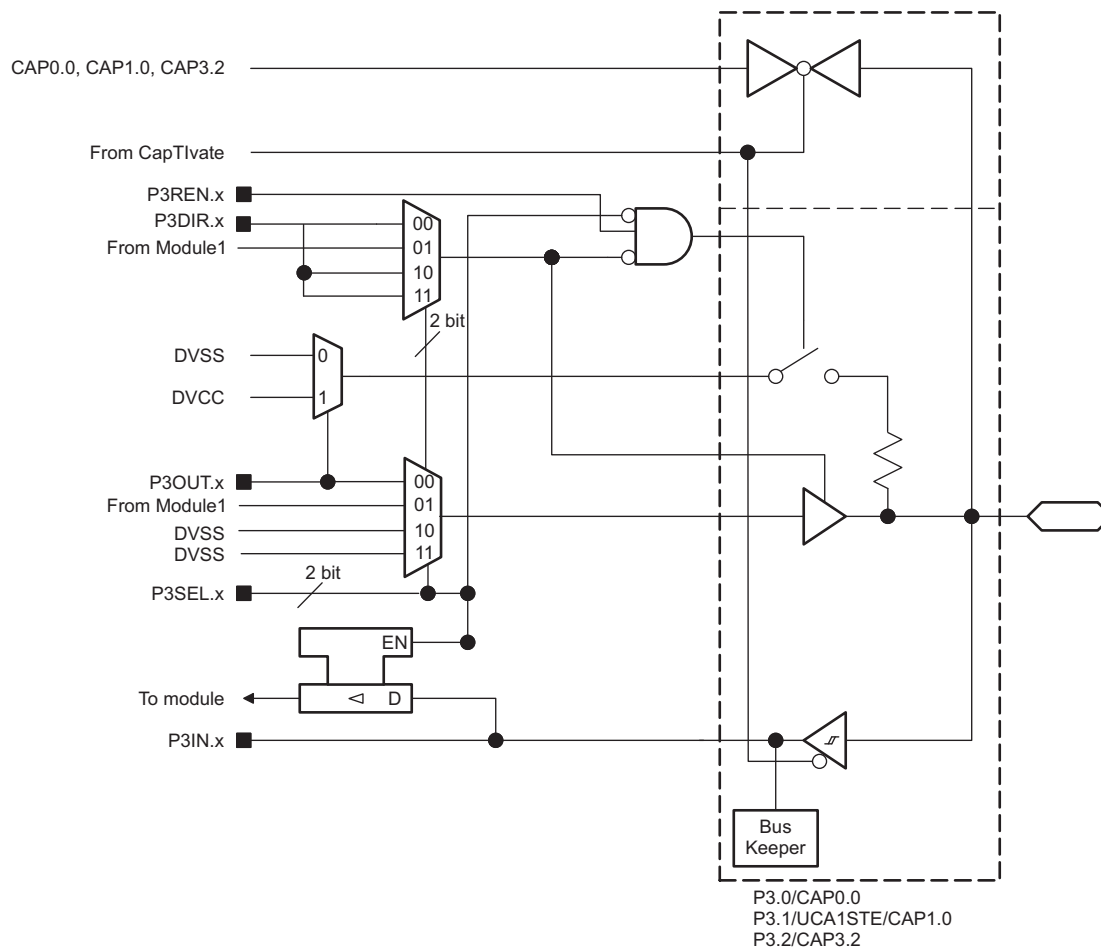 CAP0.0, CAP1.0, CAP3.2
From CapTIvate
P3REN.x
P3DIR.x
From Module1
00
01
10
11
2 bit
DVSS
DVCC
0
1
P3OUT.x
From Module1
DVSS
DVSS
00
01
10
11
P3SEL.x
2 bit
EN
To module
D
P3IN.x
Bus
Keeper
P3.0/CAP0.0
P3.1/UCA1STE/CAP1.0
P3.2/CAP3.2